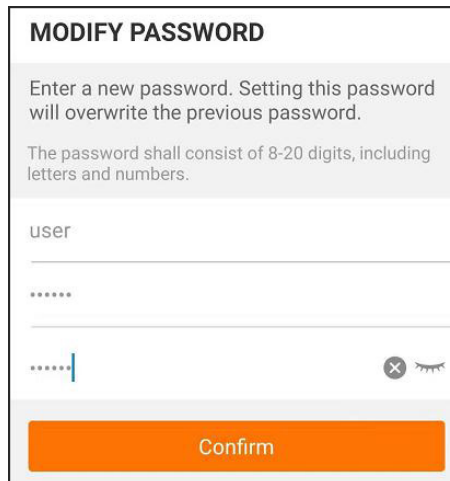 MODIFY PASSWORD
Enter a new password. Setting this password
will overwrite the previous password.
The password shall consist of 8-20 digits, including
letters and numbers.
user
••••••
••••••
Confirm